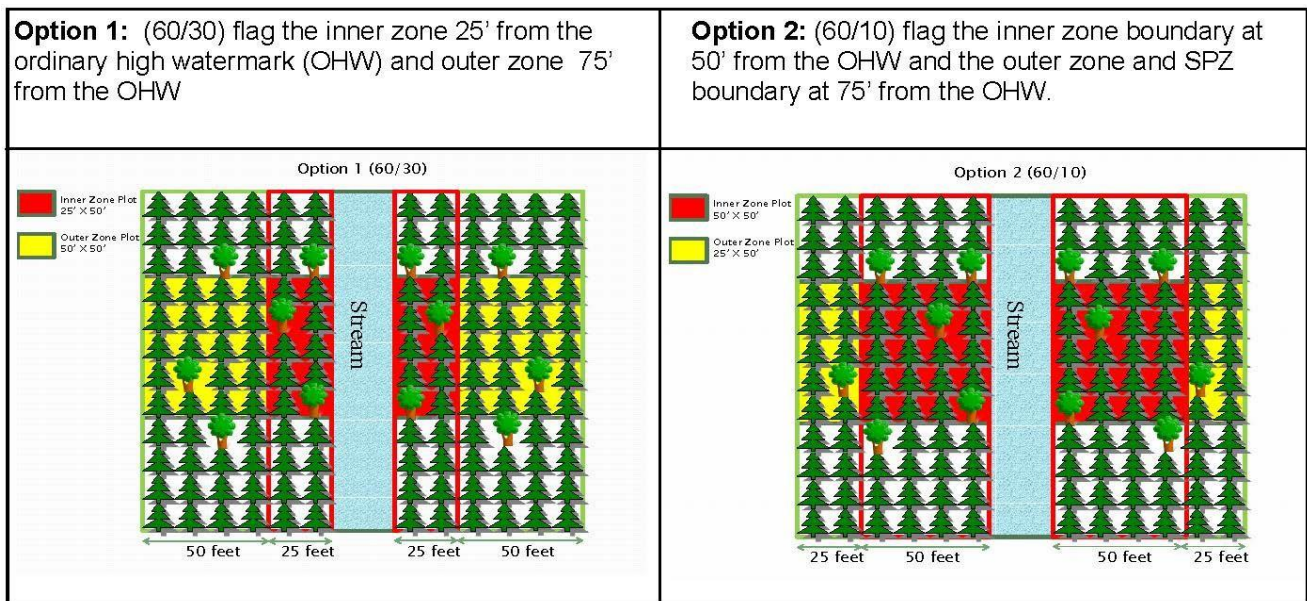 Option 1: (60/30) flag the inner zone 25’ from the
ordinary high watermark (OHW) and outer zone 75’
from the OHW
Option 2: (60/10) flag the inner zone boundary at
50’ from the OHW and the outer zone and SPZ
boundary at 75’ from the OHW.
Option 1 (60/30)
Inner Zone Plot
25' X 50'
Outer Zone Plot
50' X 50'
Stream
50 feet
25 feet
25 feet
50 feet
Option 2 (60/10)
Inner Zone Plot
50' X 50'
Outer Zone Plot
25' X 50'
Stream
25 feet
50 feet
50 feet
25 feet